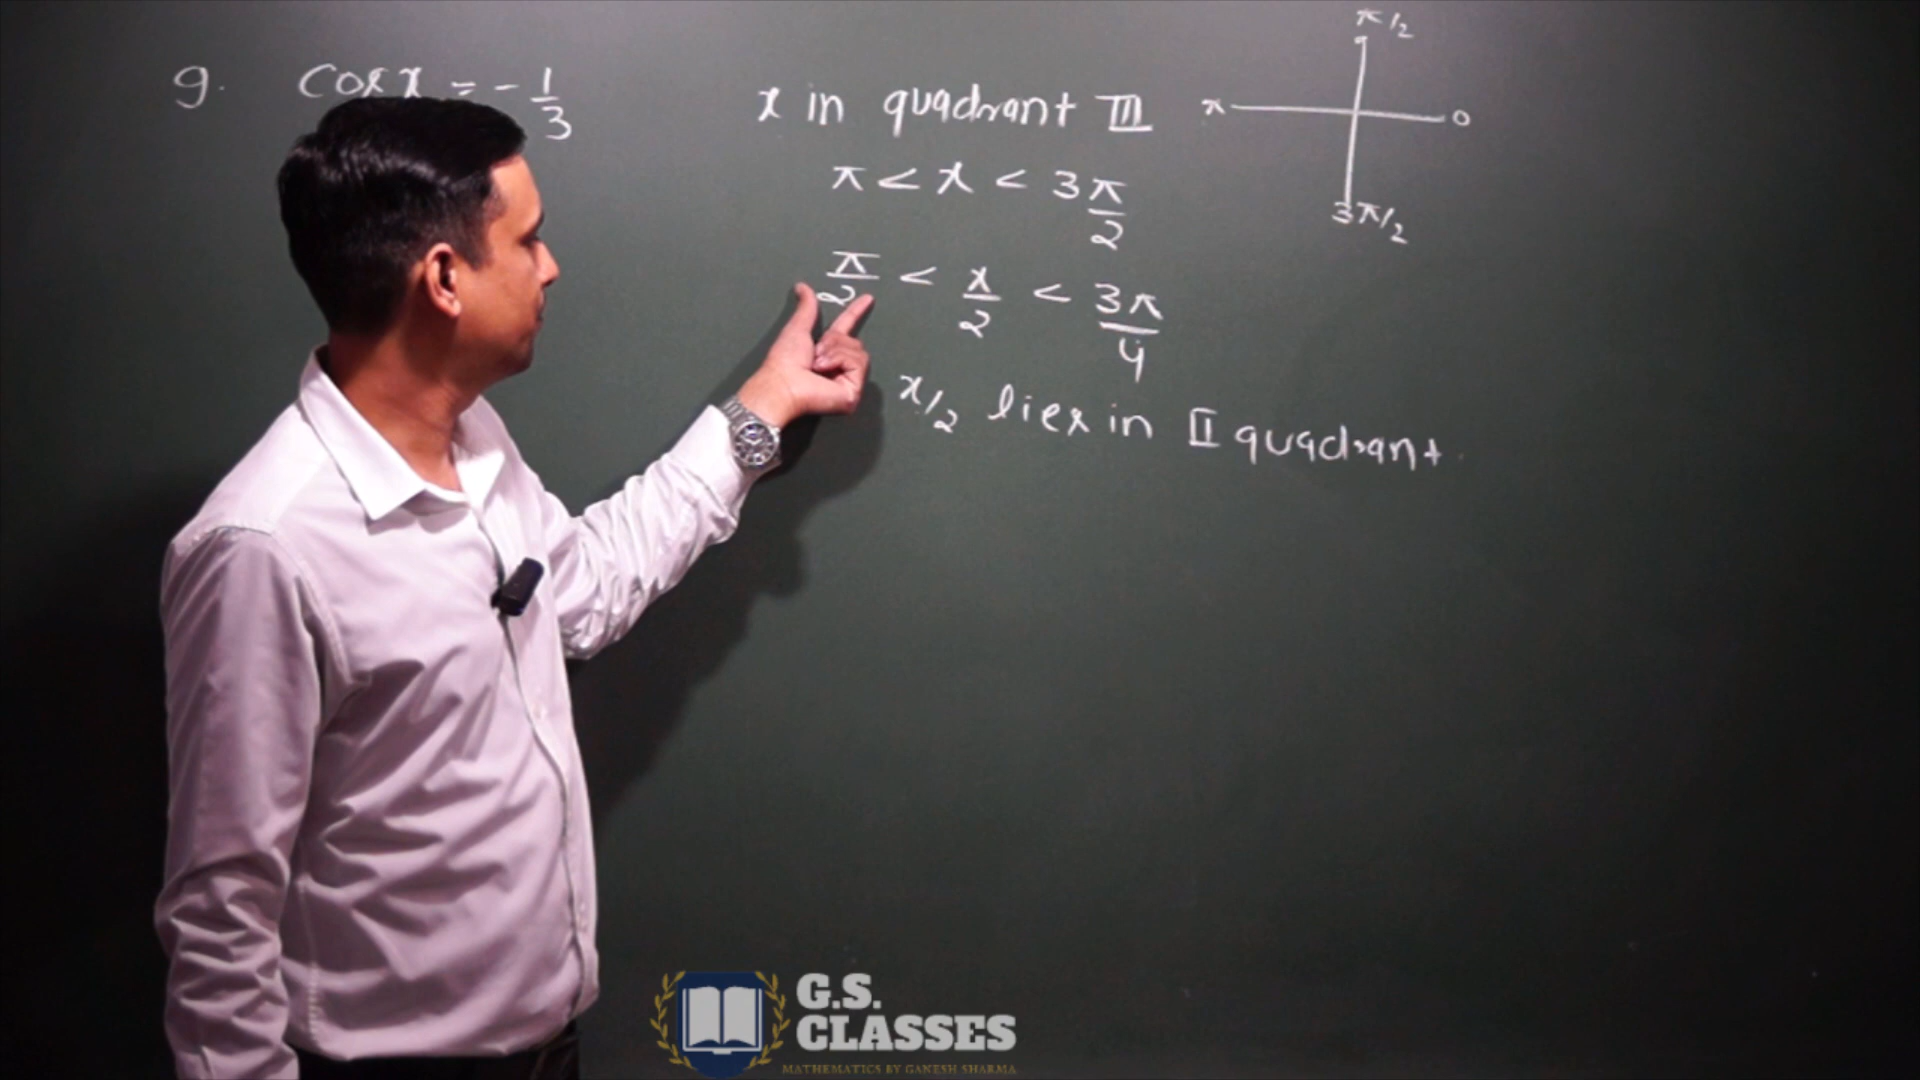 π/2
9. Cos x = -1/3
x in quadrant III
π 0
π < x < 3π/2
3π/2
π/2 < x/2 < 3π/4
x/2 lies in II quadrant
G.S.
CLASSES
MATHEMATICS BY GANESH SHARMA